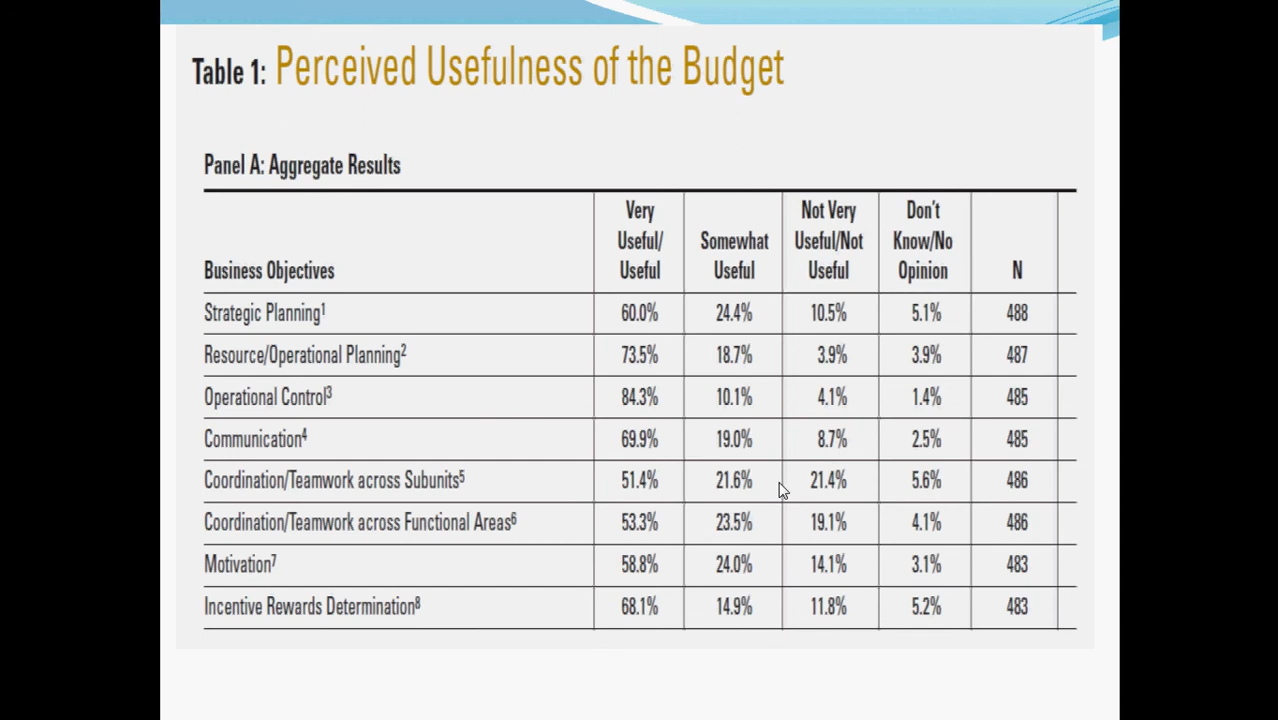 Table 1: Perceived Usefulness of the Budget
Panel A: Aggregate Results
Business Objectives Very Useful/ Useful Somewhat Useful Not Very Useful/Not Useful Don't Know/No Opinion N
Strategic Planning¹ 60.0% 24.4% 10.5% 5.1% 488
Resource/Operational Planning² 73.5% 18.7% 3.9% 3.9% 487
Operational Control³ 84.3% 10.1% 4.1% 1.4% 485
Communication⁴ 69.9% 19.0% 8.7% 2.5% 485
Coordination/Teamwork across Subunits⁵ 51.4% 21.6% 21.4% 5.6% 486
Coordination/Teamwork across Functional Areas⁶ 53.3% 23.5% 19.1% 4.1% 486
Motivation⁷ 58.8% 24.0% 14.1% 3.1% 483
Incentive Rewards Determination⁸ 68.1% 14.9% 11.8% 5.2% 483